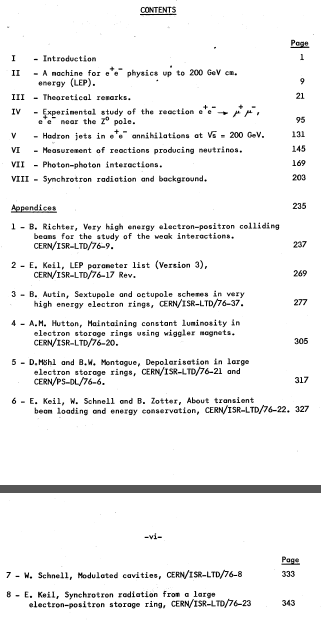 CONTENTS
Page
I - Introduction 1
II - A machine for e⁺e⁻ physics up to 200 GeV cm.
energy (LEP). 9
III - Theoretical remarks. 21
IV - Experimental study of the reaction e⁺e⁻ → μ⁺μ⁻,
e⁺e⁻ near the Z⁰ pole. 95
V - Hadron jets in e⁺e⁻ annihilations at √s = 200 GeV. 131
VI - Measurement of reactions producing neutrinos. 145
VII - Photon-photon interactions. 169
VIII - Synchrotron radiation and background. 203
Appendices 235
1 - B. Richter, Very high energy electron-positron colliding
beams for the study of the weak interactions.
CERN/ISR-LTD/76-9. 237
2 - E. Keil, LEP parameter list (Version 3),
CERN/ISR-LTD/76-17 Rev. 269
3 - B. Autin, Sextupole and octupole schemes in very
high energy electron rings, CERN/ISR-LTD/76-37. 277
4 - A.M. Hutton, Maintaining constant luminosity in
electron storage rings using wiggler magnets.
CERN/ISR-LTD/76-20. 305
5 - D.Möhl and B.W. Montague, Depolarisation in large
electron storage rings, CERN/ISR-LTD/76-21 and
CERN/PS-DL/76-6. 317
6 - E. Keil, W. Schnell and B. Zotter, About transient
beam loading and energy conservation, CERN/ISR-LTD/76-22. 327
-vi-
Page
7 - W. Schnell, Modulated cavities, CERN/ISR-LTD/76-8 333
8 - E. Keil, Synchrotron radiation from a large
electron-positron storage ring, CERN/ISR-LTD/76-23 343